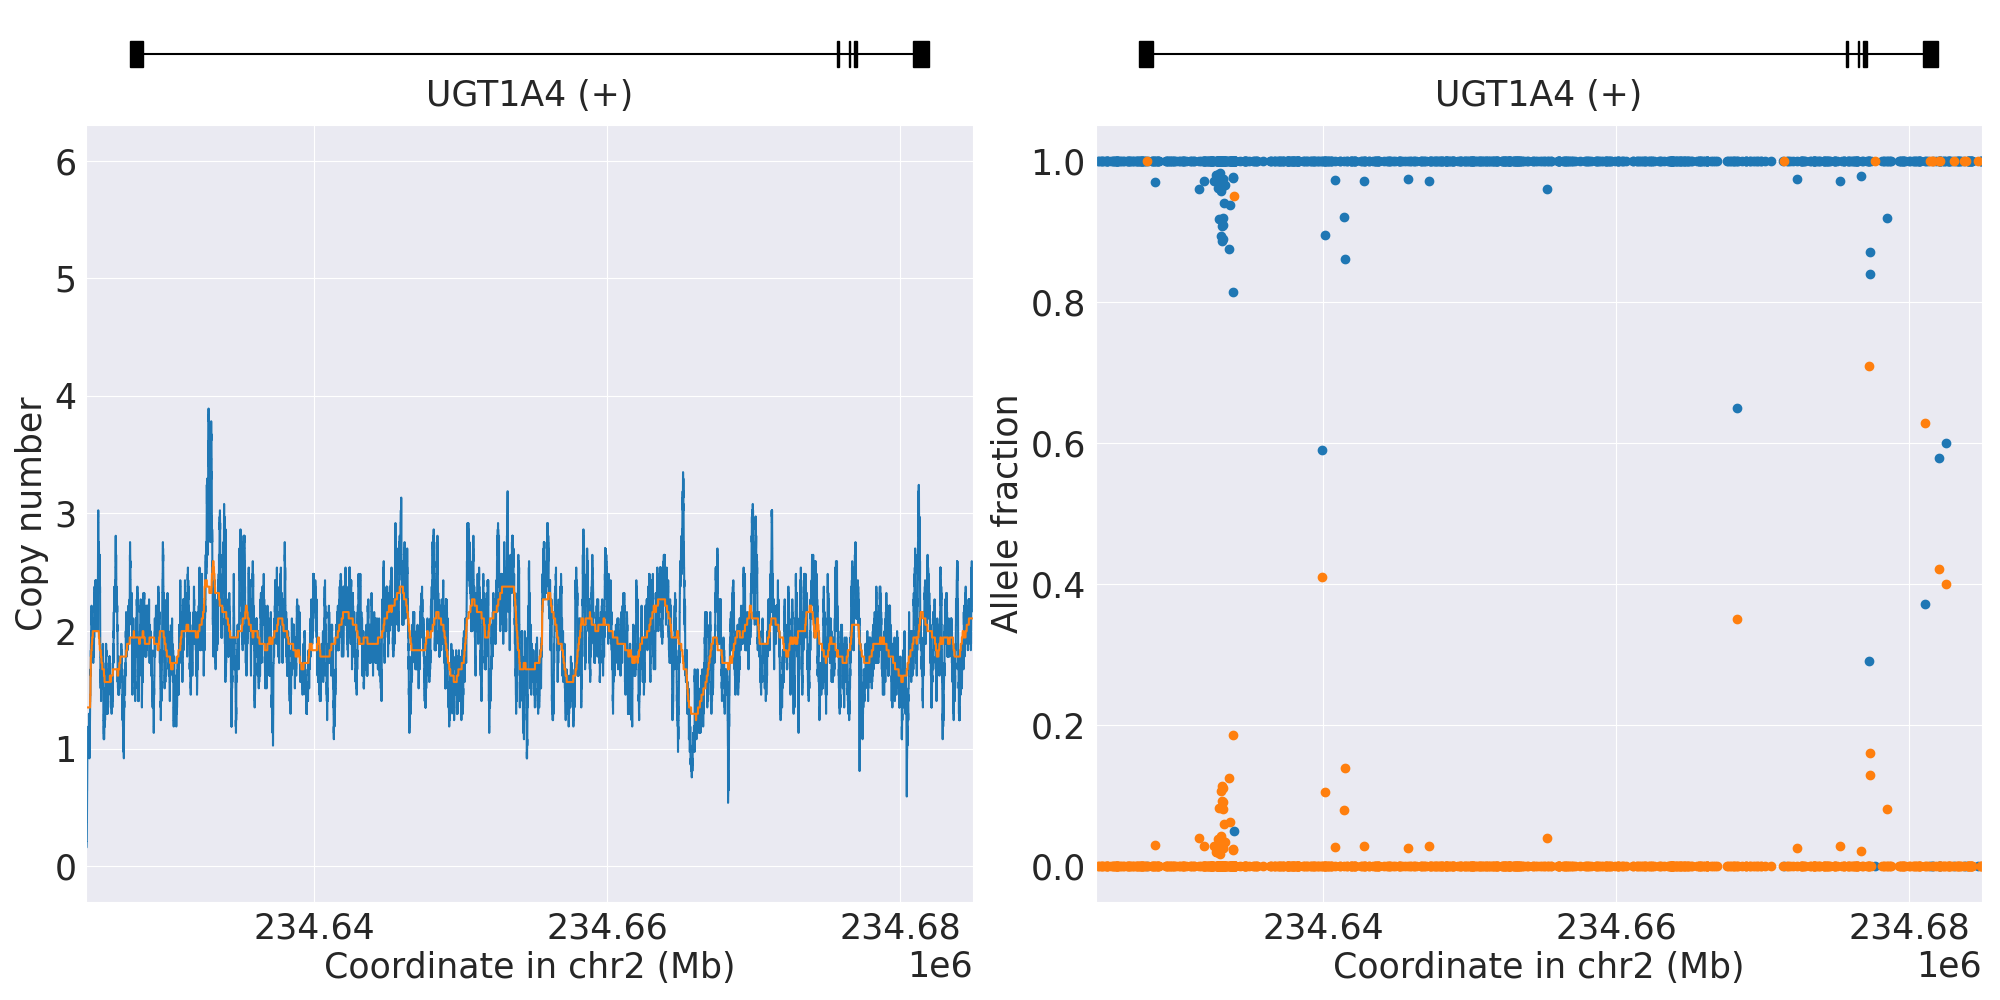 UGT1A4 (+)
6
5
4
3
2
1
0
Copy number
234.64 234.66 234.68
Coordinate in chr2 (Mb)
1e6
UGT1A4 (+)
1.0
0.8
0.6
0.4
0.2
0.0
Allele fraction
234.64 234.66 234.68
Coordinate in chr2 (Mb)
1e6